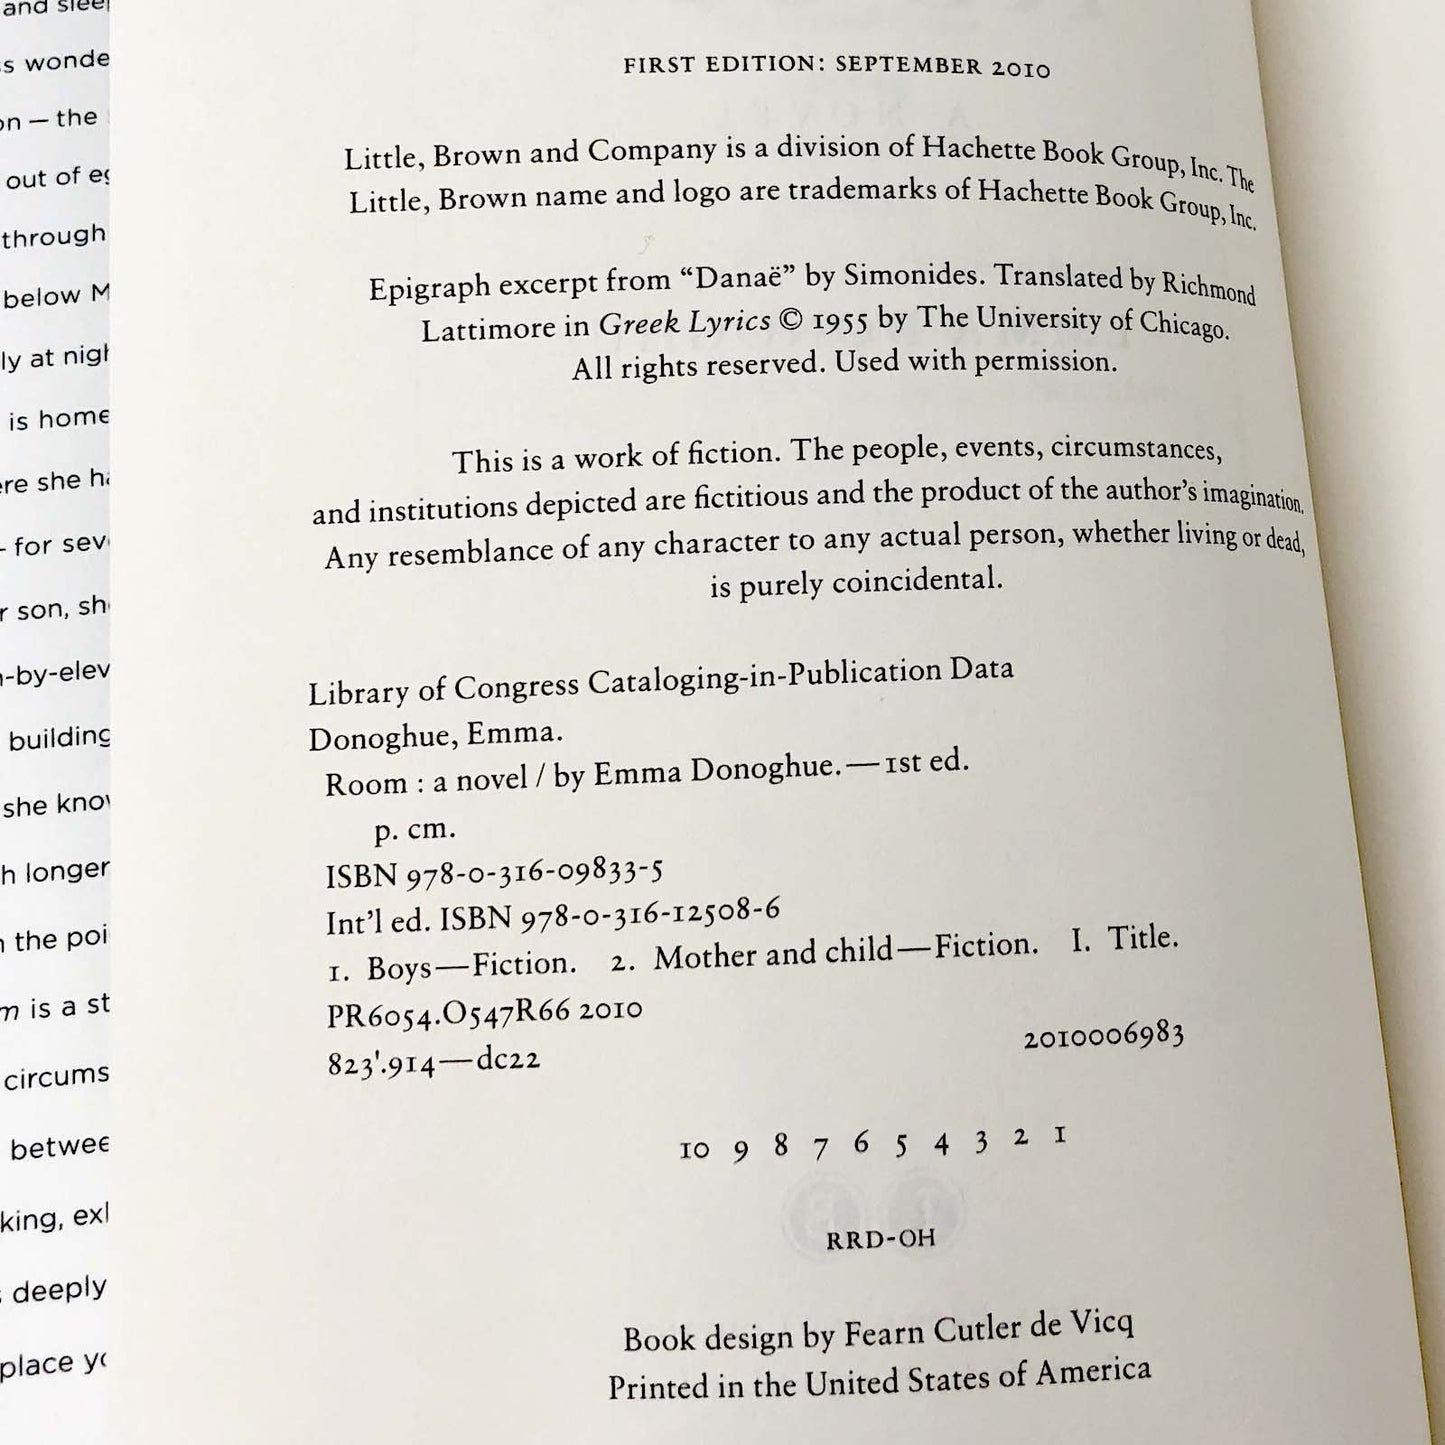 and
s wonde
on — the
out of
through
below M
ly at nigh
is home
ere she ha
– for sev
r son, sh
n-by-elev
building
she know
h longer
n the poi
m is a st
circums
between
king, exh
deeply
place yo
FIRST EDITION: SEPTEMBER 2010
Little, Brown and Company is a division of Hachette Book Group, Inc. The
Little, Brown name and logo are trademarks of Hachette Book Group, Inc.
Epigraph excerpt from “Danaë” by Simonides. Translated by Richmond
Lattimore in Greek Lyrics © 1955 by The University of Chicago.
All rights reserved. Used with permission.
This is a work of fiction. The people, events, circumstances,
and institutions depicted are fictitious and the product of the author’s imagination.
Any resemblance of any character to any actual person, whether living or dead,
is purely coincidental.
Library of Congress Cataloging-in-Publication Data
Donoghue, Emma.
Room : a novel / by Emma Donoghue.—1st ed.
p. cm.
ISBN 978-0-316-09833-5
Int’l ed. ISBN 978-0-316-12508-6
1. Boys—Fiction. 2. Mother and child—Fiction. I. Title.
PR6054.O547R66 2010
823'.914—dc22 2010006983
10 9 8 7 6 5 4 3 2 1
RRD-OH
Book design by Fearn Cutler de Vicq
Printed in the United States of America